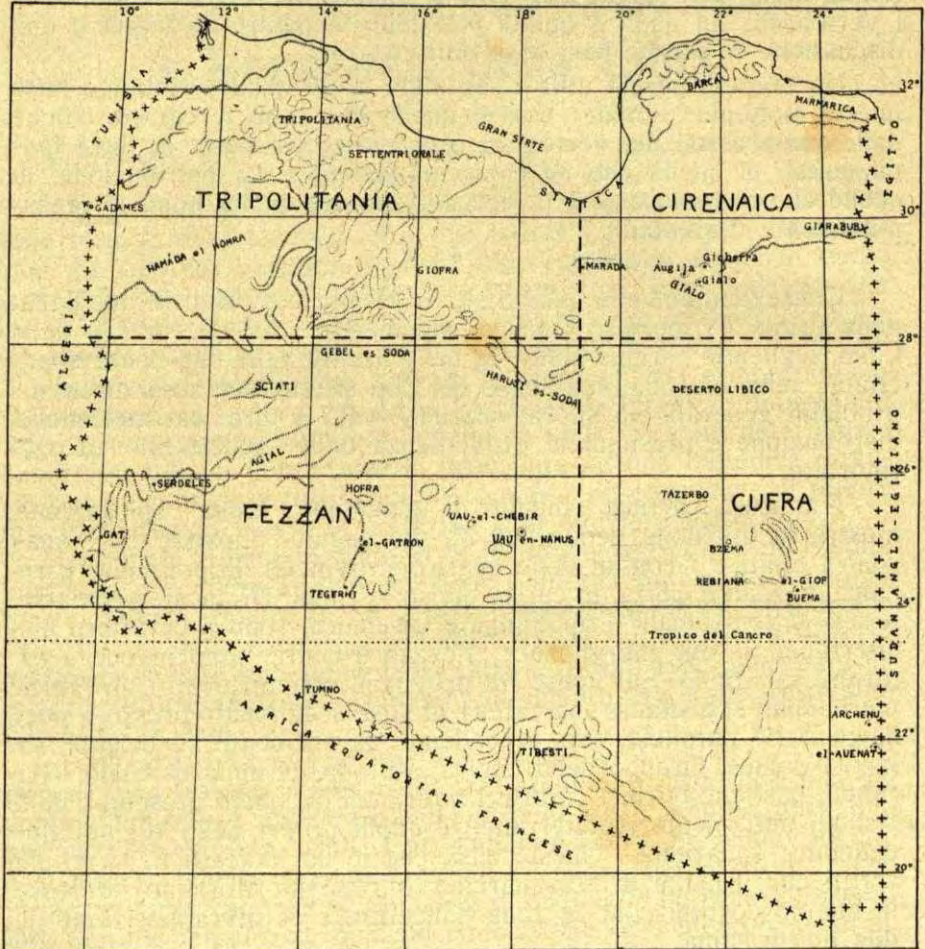 10° 12° 14° 16° 18° 20° 22° 24°
32°
TUNISIA
BARCA
MARMARICA
TRIPOLITANIA
SETTENTRIONALE
GRAN SIRTE
EGITTO
SIRTICA
GADAMES
TRIPOLITANIA
CIRENAICA
30°
GIARABUB
HAMÁDA el HOMRA
GIOFRA
MARADA
Gicherra
Augila
Gialo
GIALO
ALGERIA
28°
GEBEL es SODA
SCIATI
HARUSI es-SODA
DESERTO LIBICO
AGIAL
26°
SERDELES
HOFRA
TAZERBO
FEZZAN
UAU-el-CHEBIR
CUFRA
GAT
el-GATRON
UAU en-NAMUS
BZEMA
TEGERHI
REBIANA
el-GIOF
BUEMA
24°
SUDAN ANGLO-EGIZIANO
Tropico del Cancro
TUMNO
ARCHENU
22°
TIBESTI
el-AUENAT
AFRICA EQUATORIALE FRANCESE
20°